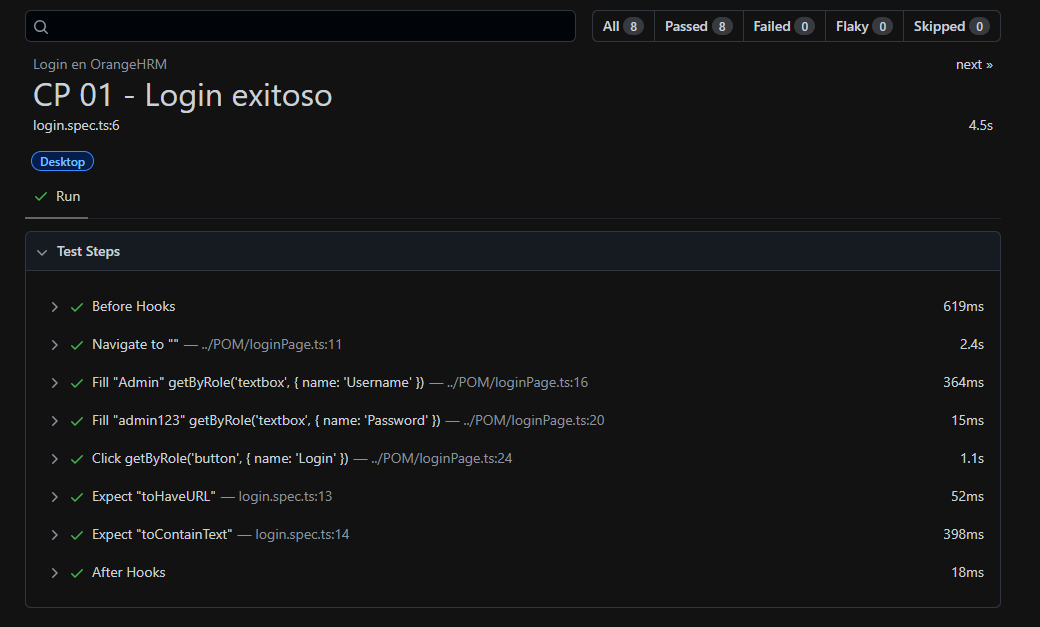 All 8 Passed 8 Failed 0 Flaky 0 Skipped 0
Login en OrangeHRM next »
CP 01 - Login exitoso
login.spec.ts:6 4.5s
Desktop
Run
Test Steps
Before Hooks 619ms
Navigate to "" — ../POM/loginPage.ts:11 2.4s
Fill "Admin" getByRole('textbox', { name: 'Username' }) — ../POM/loginPage.ts:16 364ms
Fill "admin123" getByRole('textbox', { name: 'Password' }) — ../POM/loginPage.ts:20 15ms
Click getByRole('button', { name: 'Login' }) — ../POM/loginPage.ts:24 1.1s
Expect "toHaveURL" — login.spec.ts:13 52ms
Expect "toContainText" — login.spec.ts:14 398ms
After Hooks 18ms